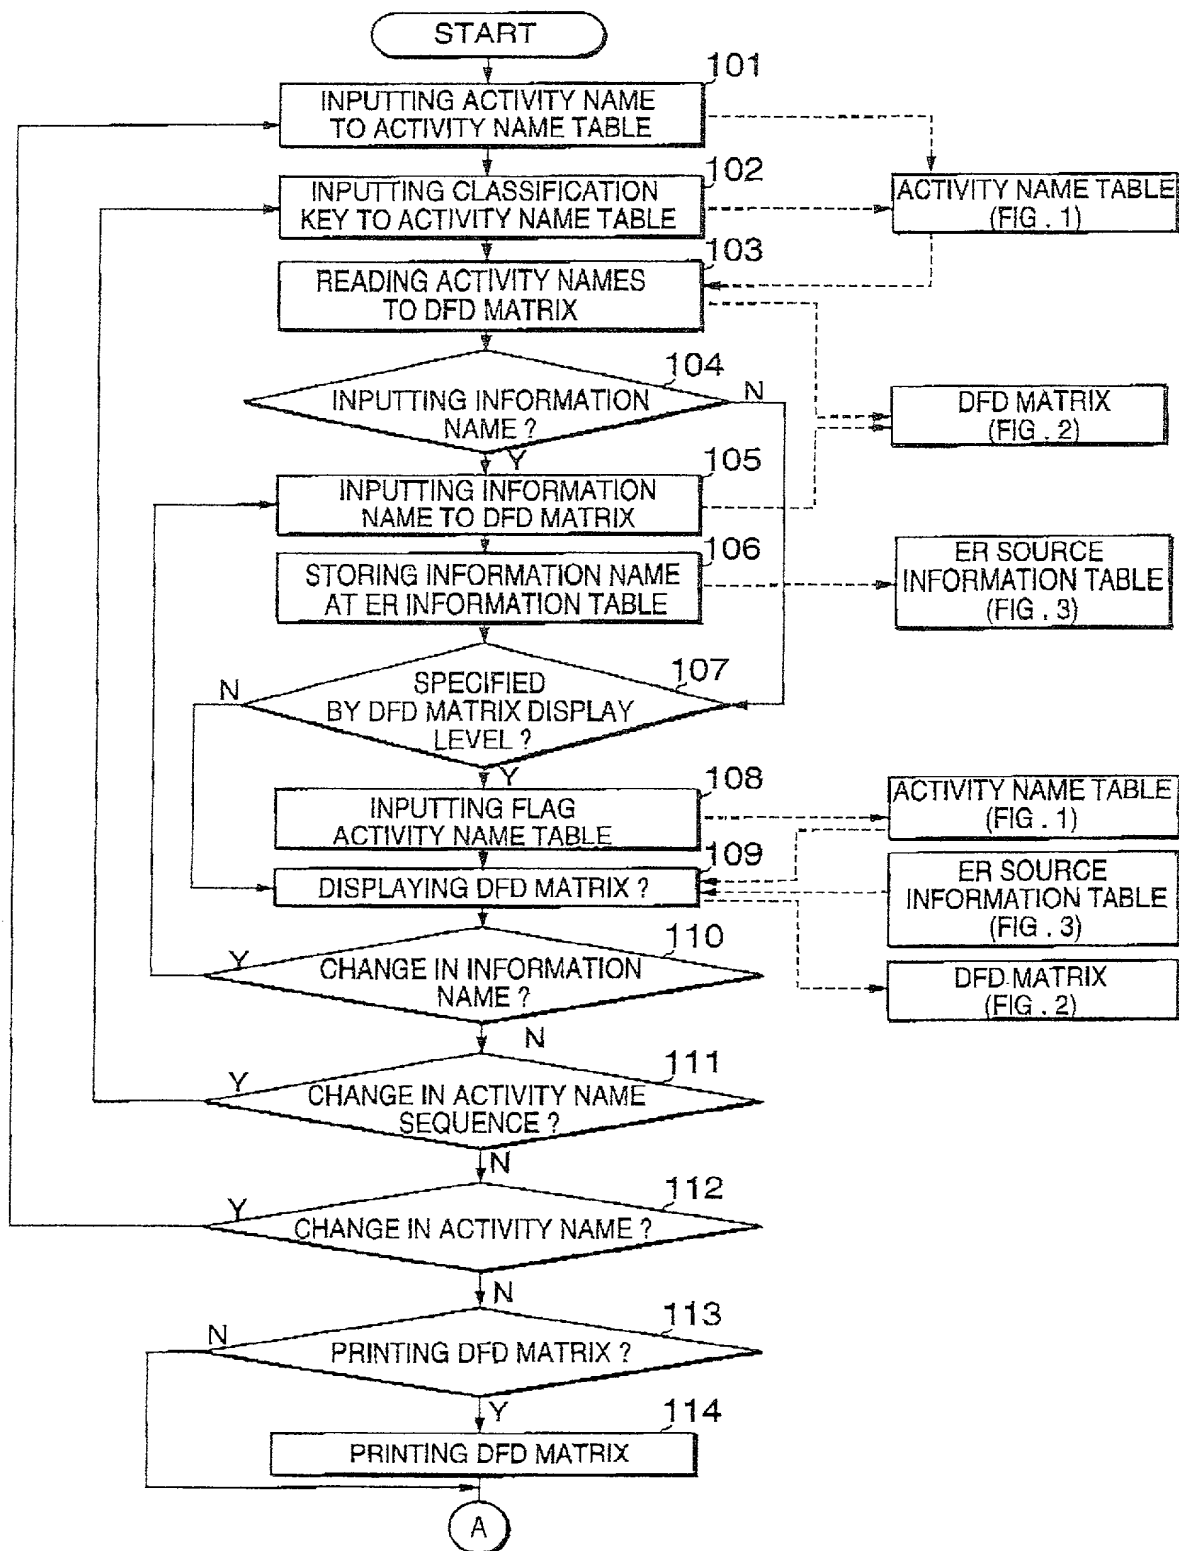 START
101
INPUTTING ACTIVITY NAME
TO ACTIVITY NAME TABLE
102
INPUTTING CLASSIFICATION
KEY TO ACTIVITY NAME TABLE
ACTIVITY NAME TABLE
(FIG . 1)
103
READING ACTIVITY NAMES
TO DFD MATRIX
104
INPUTTING INFORMATION
NAME ?
N
Y
DFD MATRIX
(FIG . 2)
105
INPUTTING INFORMATION
NAME TO DFD MATRIX
106
STORING INFORMATION NAME
AT ER INFORMATION TABLE
ER SOURCE
INFORMATION TABLE
(FIG . 3)
107
SPECIFIED
BY DFD MATRIX DISPLAY
LEVEL ?
N
Y
108
INPUTTING FLAG
ACTIVITY NAME TABLE
ACTIVITY NAME TABLE
(FIG . 1)
109
DISPLAYING DFD MATRIX ?
ER SOURCE
INFORMATION TABLE
(FIG . 3)
110
CHANGE IN INFORMATION
NAME ?
Y
N
DFD MATRIX
(FIG . 2)
111
CHANGE IN ACTIVITY NAME
SEQUENCE ?
Y
N
112
CHANGE IN ACTIVITY NAME ?
Y
N
113
PRINTING DFD MATRIX ?
N
Y
114
PRINTING DFD MATRIX
A